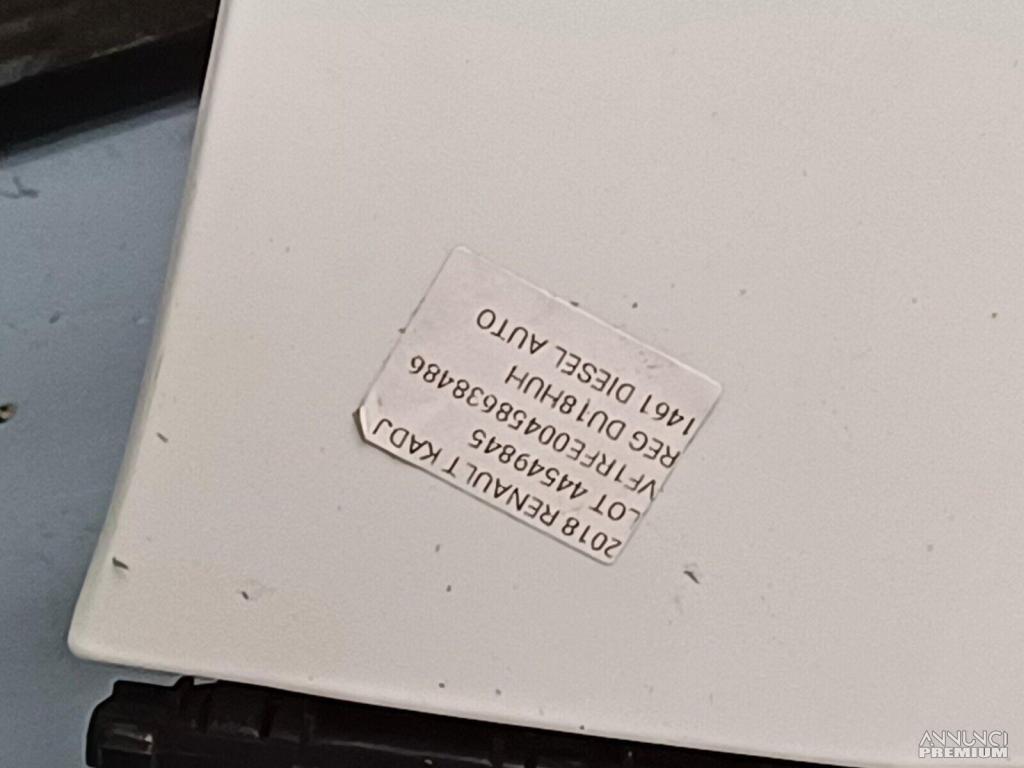 2018 RENAULT KADJ
LOT 44549845
VF1RFE00458638486
REG DU18HUH
1461 DIESEL AUTO
ANNUNCI
PREMIUM